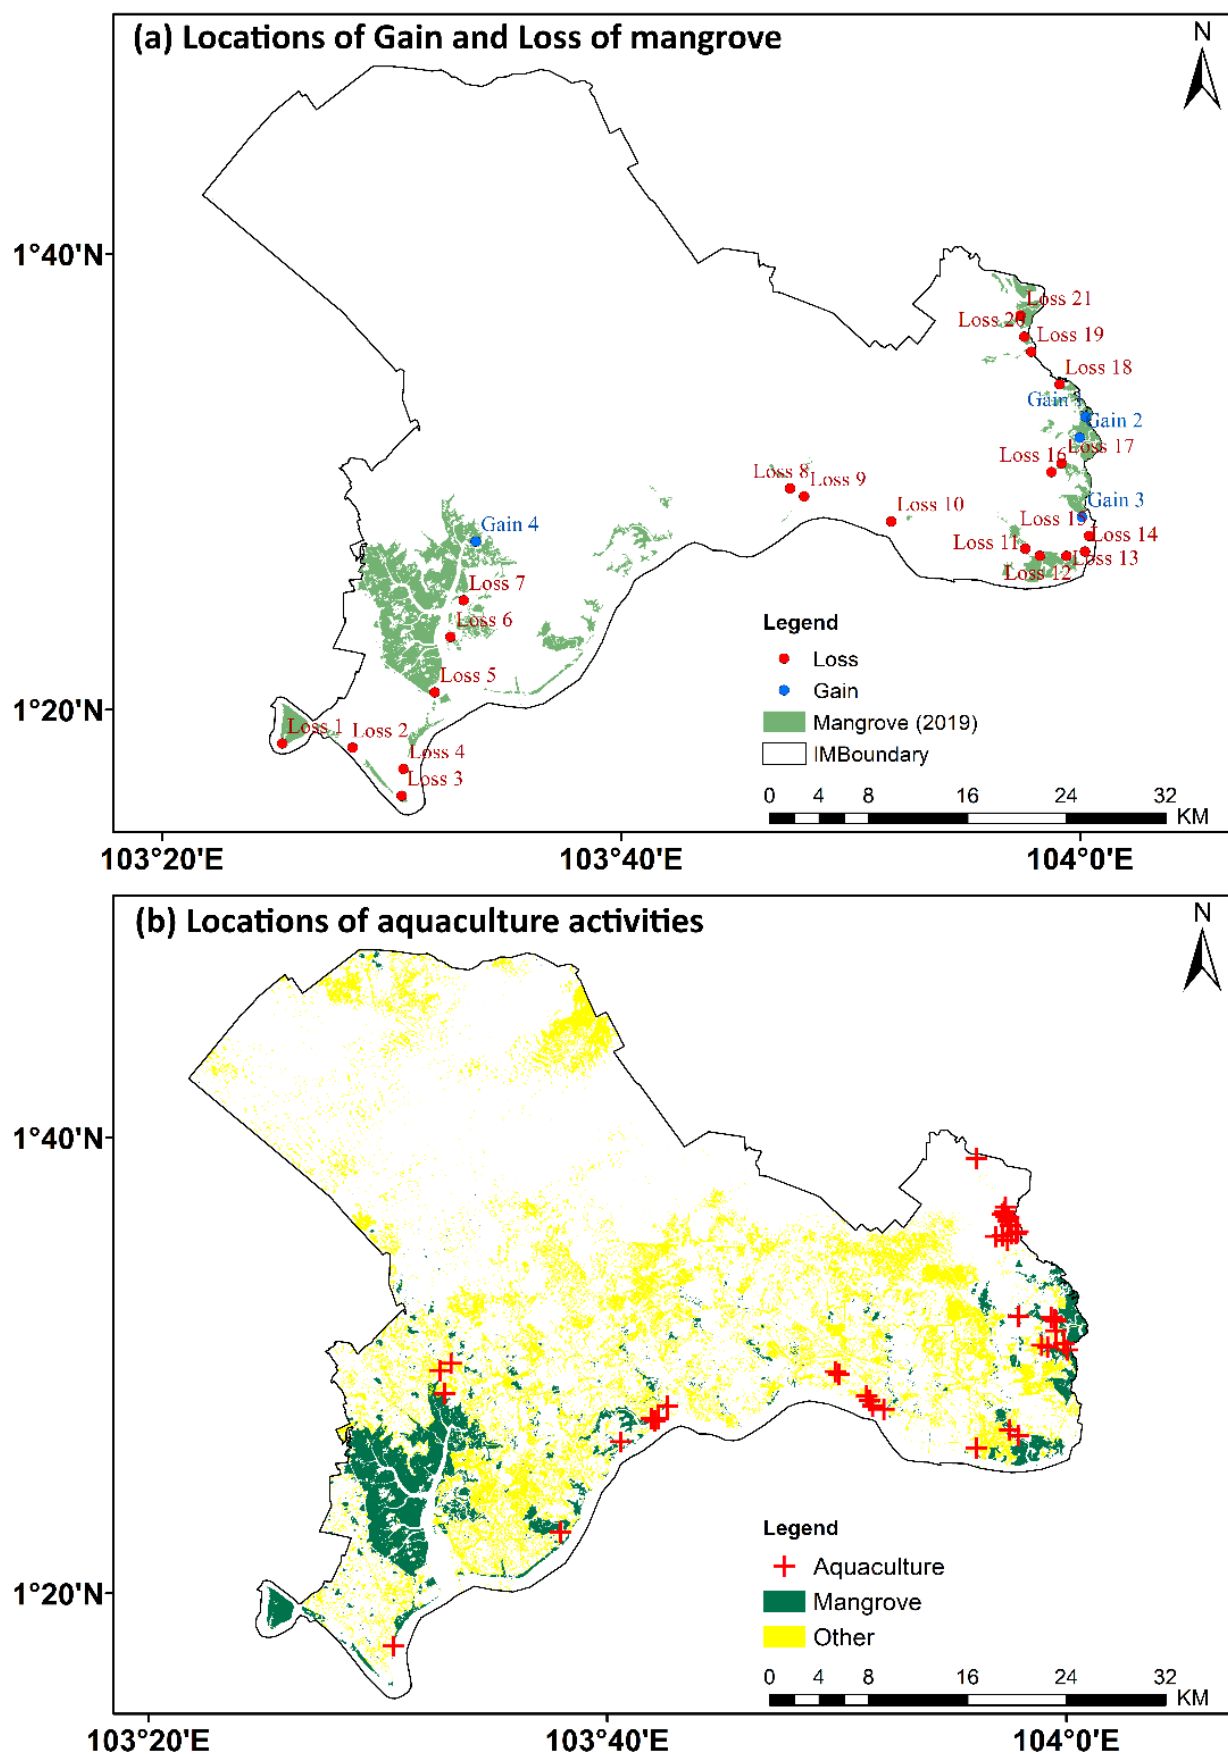 (a) Locations of Gain and Loss of mangrove
N
1°40'N
Loss 21
Loss 20
Loss 19
Loss 18
Gain 1
Gain 2
Loss 17
Loss 16
Loss 8
Loss 9
Gain 3
Loss 10
Loss 15
Loss 14
Gain 4
Loss 11
Loss 13
Loss 12
Loss 7
Loss 6
Loss 5
1°20'N
Loss 1
Loss 2
Loss 4
Loss 3
Legend
Loss
Gain
Mangrove (2019)
IMBoundary
0 4 8 16 24 32
KM
103°20'E 103°40'E 104°0'E
(b) Locations of aquaculture activities
N
1°40'N
1°20'N
Legend
Aquaculture
Mangrove
Other
0 4 8 16 24 32
KM
103°20'E 103°40'E 104°0'E